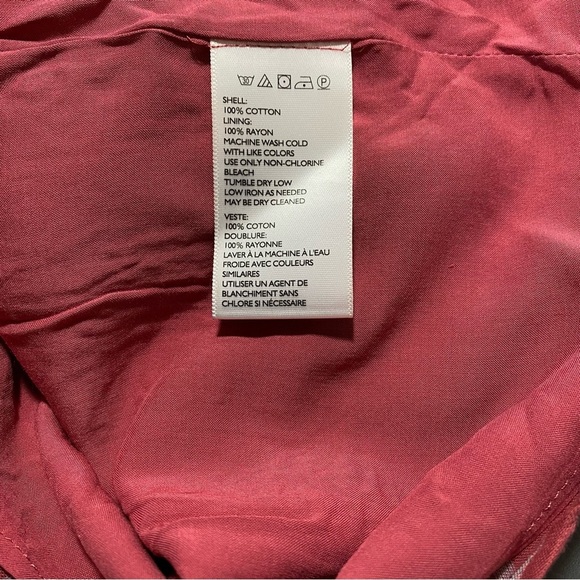 SHELL:
100% COTTON
LINING:
100% RAYON
MACHINE WASH COLD
WITH LIKE COLORS
USE ONLY NON-CHLORINE
BLEACH
TUMBLE DRY LOW
LOW IRON AS NEEDED
MAY BE DRY CLEANED
VESTE:
100% COTON
DOUBLURE:
100% RAYONNE
LAVER À LA MACHINE À L'EAU
FROIDE AVEC COULEURS
SIMILAIRES
UTILISER UN AGENT DE
BLANCHIMENT SANS
CHLORE SI NÉCESSAIRE